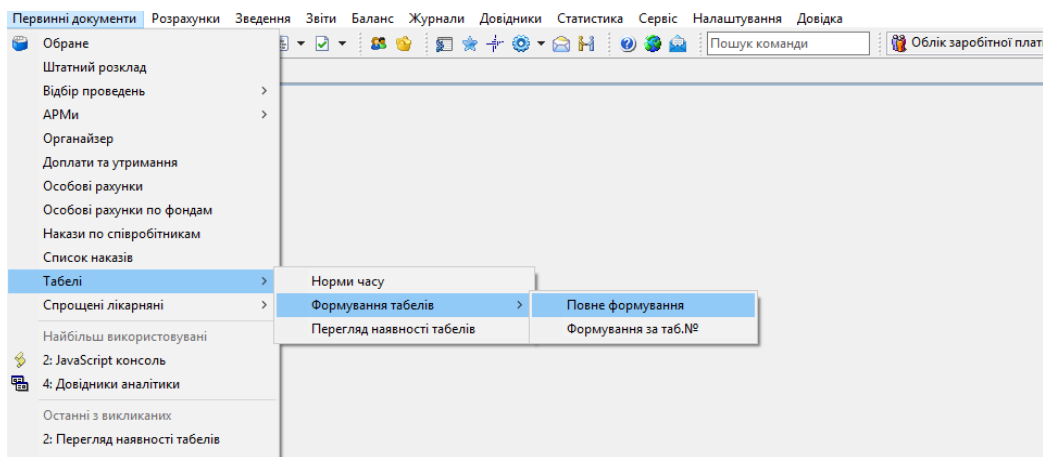 Первинні документи Розрахунки Зведення Звіти Баланс Журнали Довідники Статистика Сервіс Налаштування Довідка
Обране
Пошук команди
Облік заробітної плат
Штатний розклад
Відбір проведень
АРМи
Органайзер
Доплати та утримання
Особові рахунки
Особові рахунки по фондам
Накази по співробітникам
Список наказів
Табелі
Норми часу
Спрощені лікарняні
Формування табелів
Повне формування
Перегляд наявності табелів
Формування за таб.№
Найбільш використовувані
2: JavaScript консоль
4: Довідники аналітики
Останні з викликаних
2: Перегляд наявності табелів